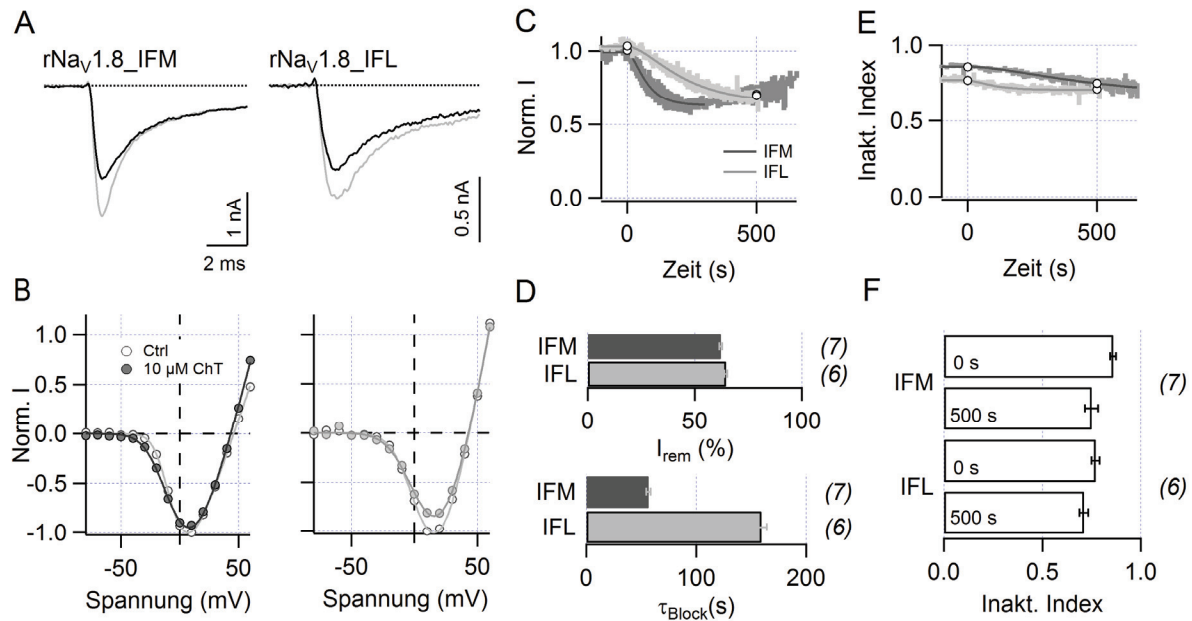 A
rNaV1.8_IFM
rNaV1.8_IFL
1 nA
2 ms
0.5 nA
B
Norm. I
1.0
0.5
0.0
-0.5
-1.0
Ctrl
10 µM ChT
-50
50
Spannung (mV)
-50
50
Spannung (mV)
C
Norm. I
1.0
0.5
0.0
IFM
IFL
0
500
Zeit (s)
D
IFM
(7)
IFL
(6)
0
50
100
Irem (%)
IFM
(7)
IFL
(6)
0
100
200
τBlock(s)
E
Inakt. Index
1.0
0.5
0.0
0
500
Zeit (s)
F
IFM
0 s
500 s
(7)
IFL
0 s
500 s
(6)
0.0
0.5
1.0
Inakt. Index